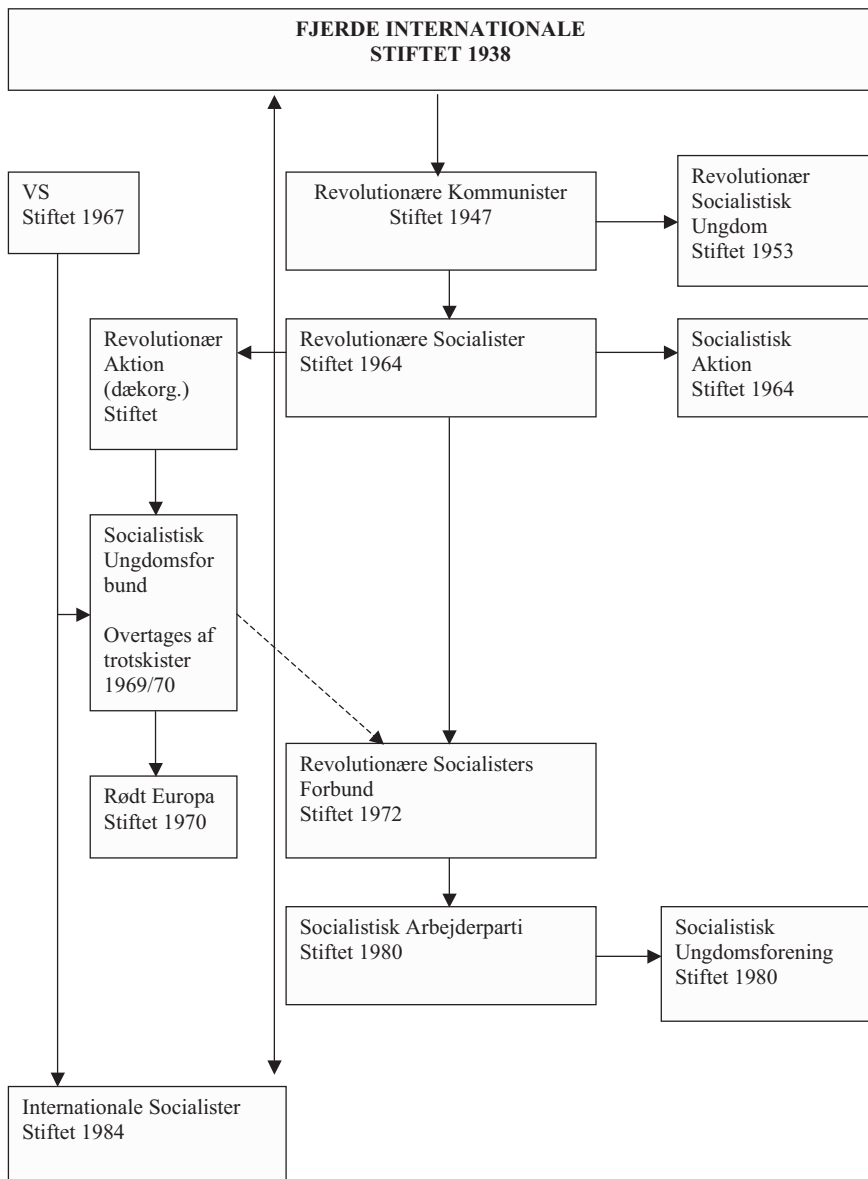 FJERDE INTERNATIONALE
STIFTET 1938
VS
Stiftet 1967
Revolutionære Kommunister
Stiftet 1947
Revolutionær
Socialistisk
Ungdom
Stiftet 1953
Revolutionær
Aktion
(dækorg.)
Stiftet
Revolutionære Socialister
Stiftet 1964
Socialistisk
Aktion
Stiftet 1964
Socialistisk
Ungdomsfor
bund
Overtages af
trotskister
1969/70
Rødt Europa
Stiftet 1970
Revolutionære Socialisters
Forbund
Stiftet 1972
Socialistisk Arbejderparti
Stiftet 1980
Socialistisk
Ungdomsforening
Stiftet 1980
Internationale Socialister
Stiftet 1984